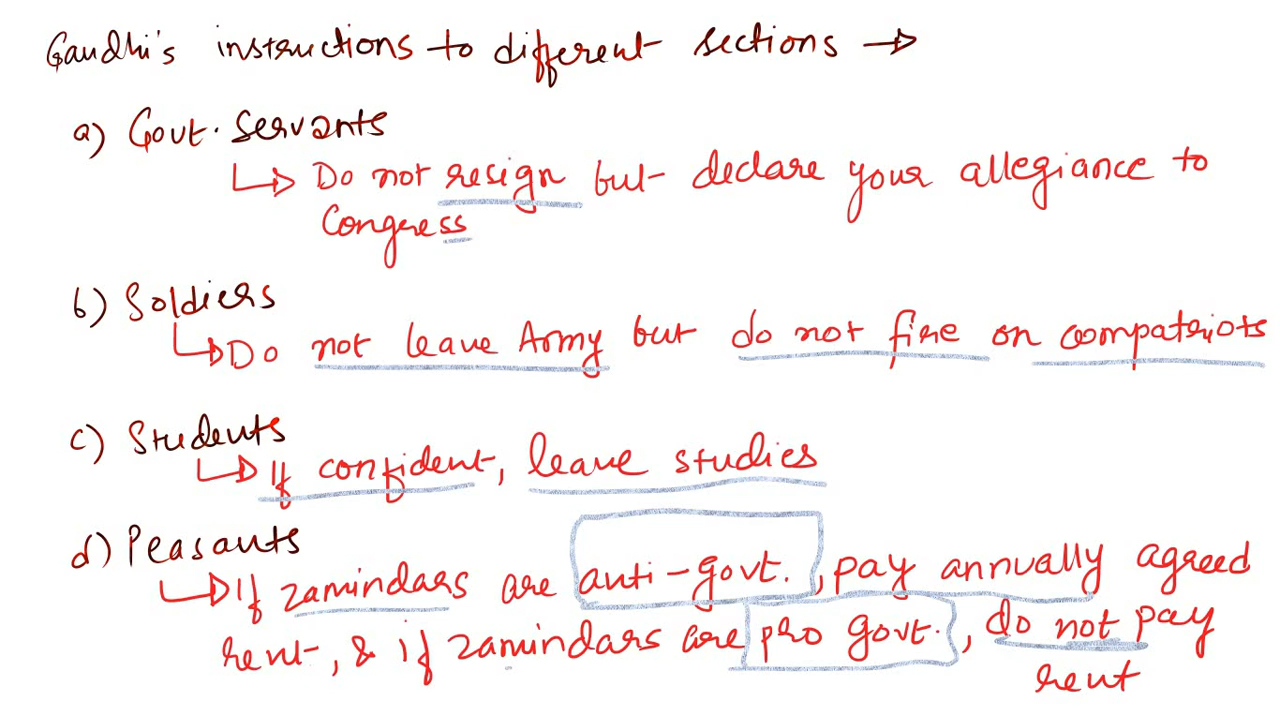 Gandhi's instructions to different sections →
a) Govt. Servants
↳ Do not resign but declare your allegiance to
Congress
b) Soldiers
↳ Do not leave Army but do not fire on compatriots
c) Students
↳ If confident, leave studies
d) Peasants
↳ If zamindars are anti-govt., pay annually agreed
rent, & if zamindars are pro govt., do not pay
rent